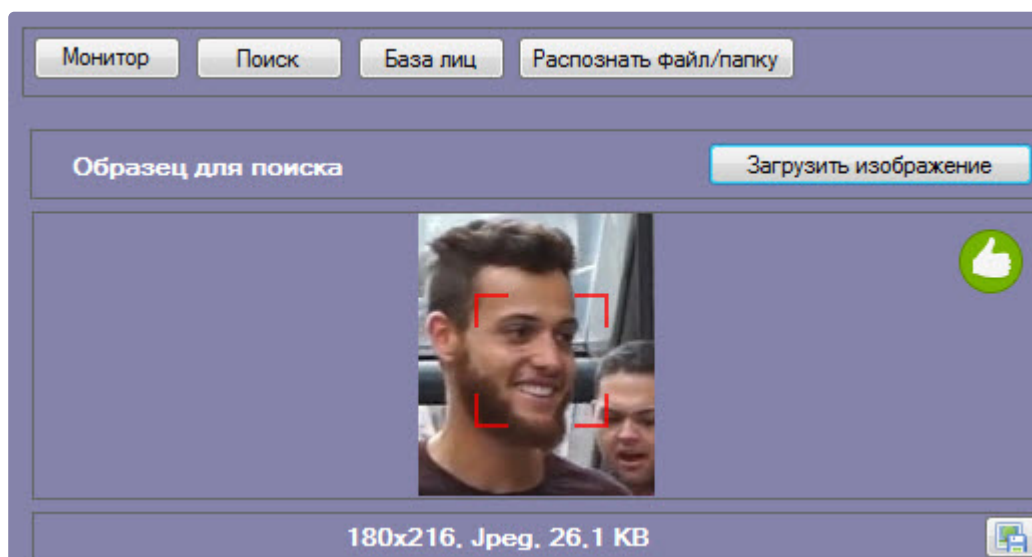 Монитор Поиск База лиц Распознать файл/папку
Образец для поиска Загрузить изображение
180x216, Jpeg, 26,1 KB